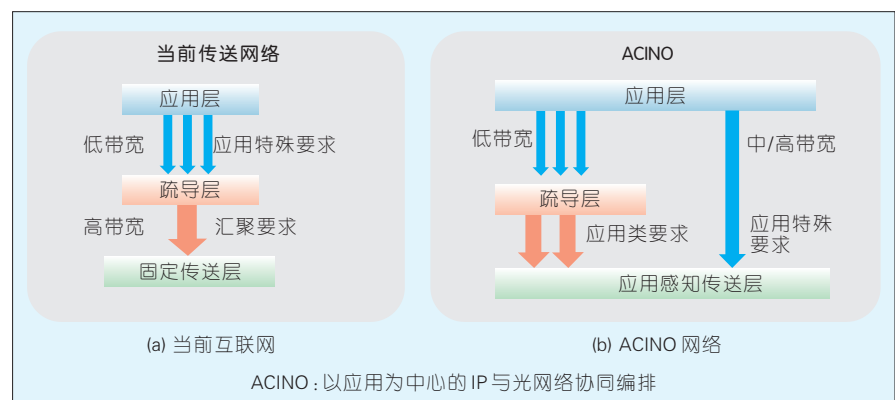 当前传送网络
应用层
低带宽
应用特殊要求
疏导层
高带宽
汇聚要求
固定传送层
(a) 当前互联网
ACINO
应用层
低带宽
中/高带宽
疏导层
应用类要求
应用特殊
要求
应用感知传送层
(b) ACINO 网络
ACINO：以应用为中心的 IP 与光网络协同编排